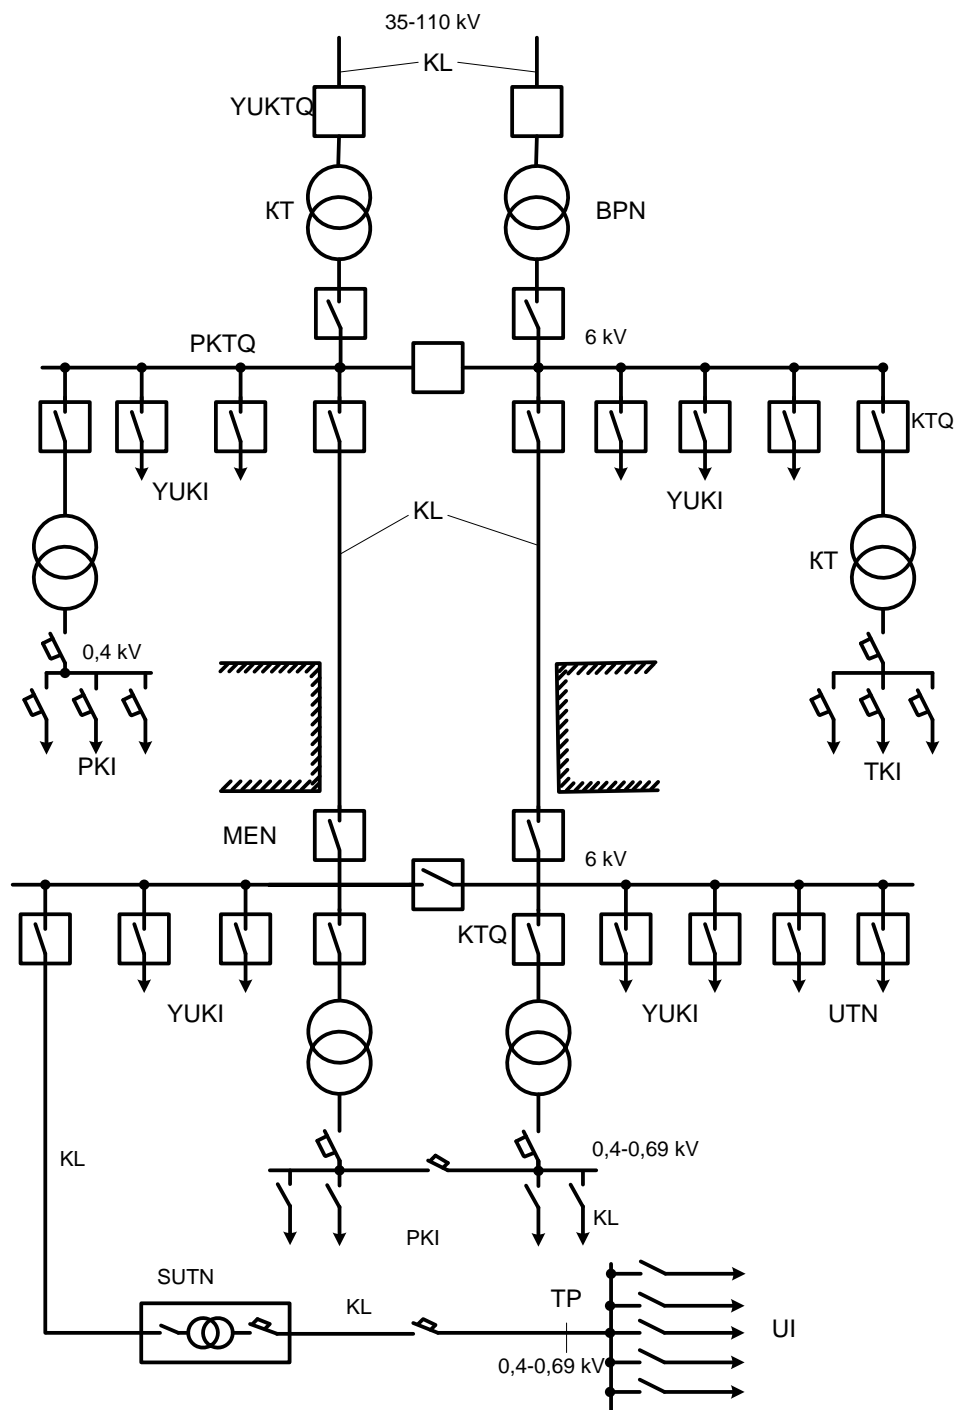 35-110 kV
KL
YUKTQ
КТ
BPN
6 kV
PKTQ
KTQ
YUKI
YUKI
KL
КТ
0,4 kV
PKI
TKI
MEN
6 kV
KTQ
YUKI
YUKI
UTN
0,4-0,69 kV
KL
KL
PKI
SUTN
KL
TP
UI
0,4-0,69 kV